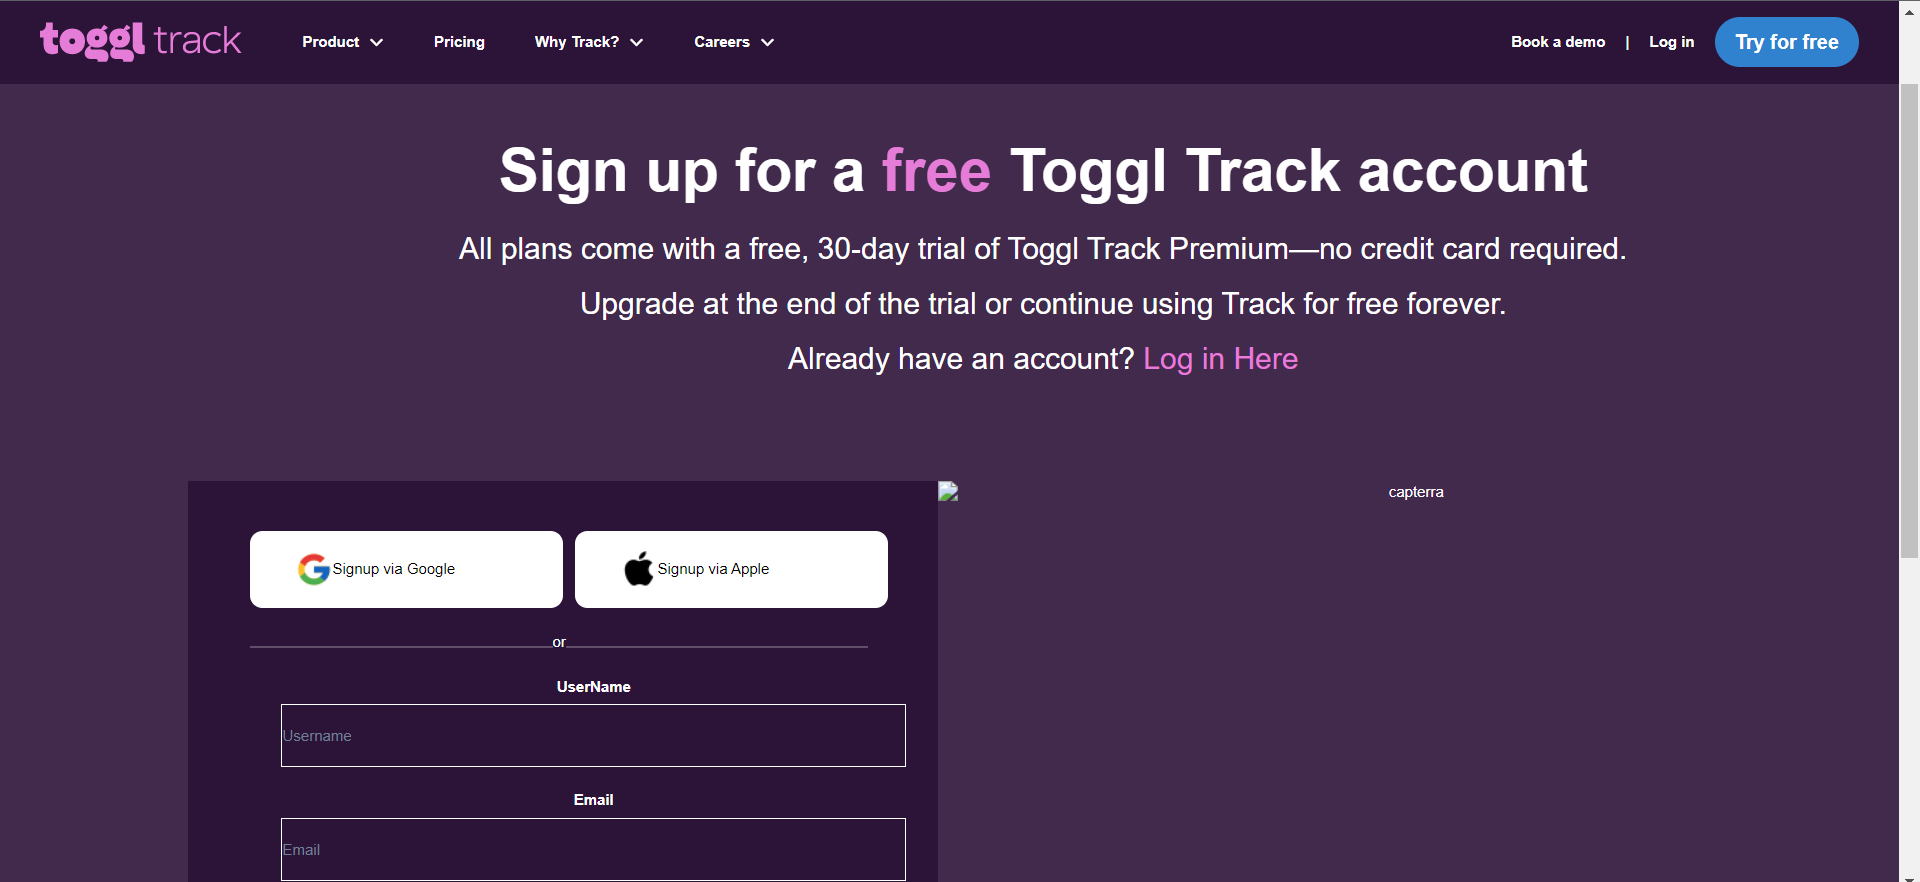 toggl track Product Pricing Why Track? Careers Book a demo | Log in Try for free
Sign up for a free Toggl Track account
All plans come with a free, 30-day trial of Toggl Track Premium—no credit card required.
Upgrade at the end of the trial or continue using Track for free forever.
Already have an account? Log in Here
capterra
Signup via Google Signup via Apple
or
UserName
Username
Email
Email